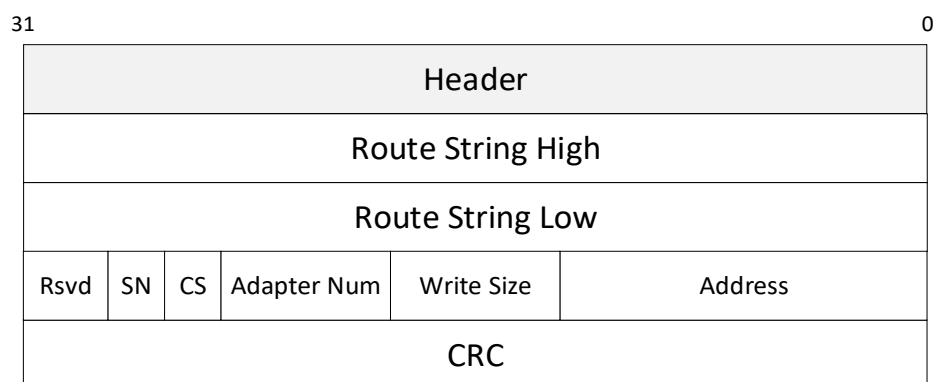 31 0
Header
Route String High
Route String Low
Rsvd SN CS Adapter Num Write Size Address
CRC